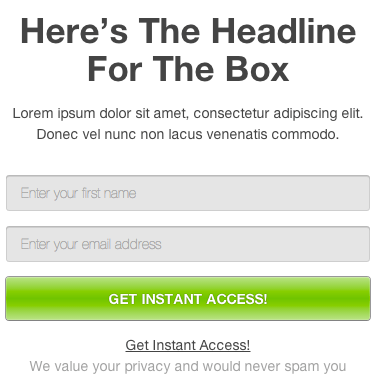 Here’s The Headline
For The Box
Lorem ipsum dolor sit amet, consectetur adipiscing elit.
Donec vel nunc non lacus venenatis commodo.
Enter your first name
Enter your email address
GET INSTANT ACCESS!
Get Instant Access!
We value your privacy and would never spam you